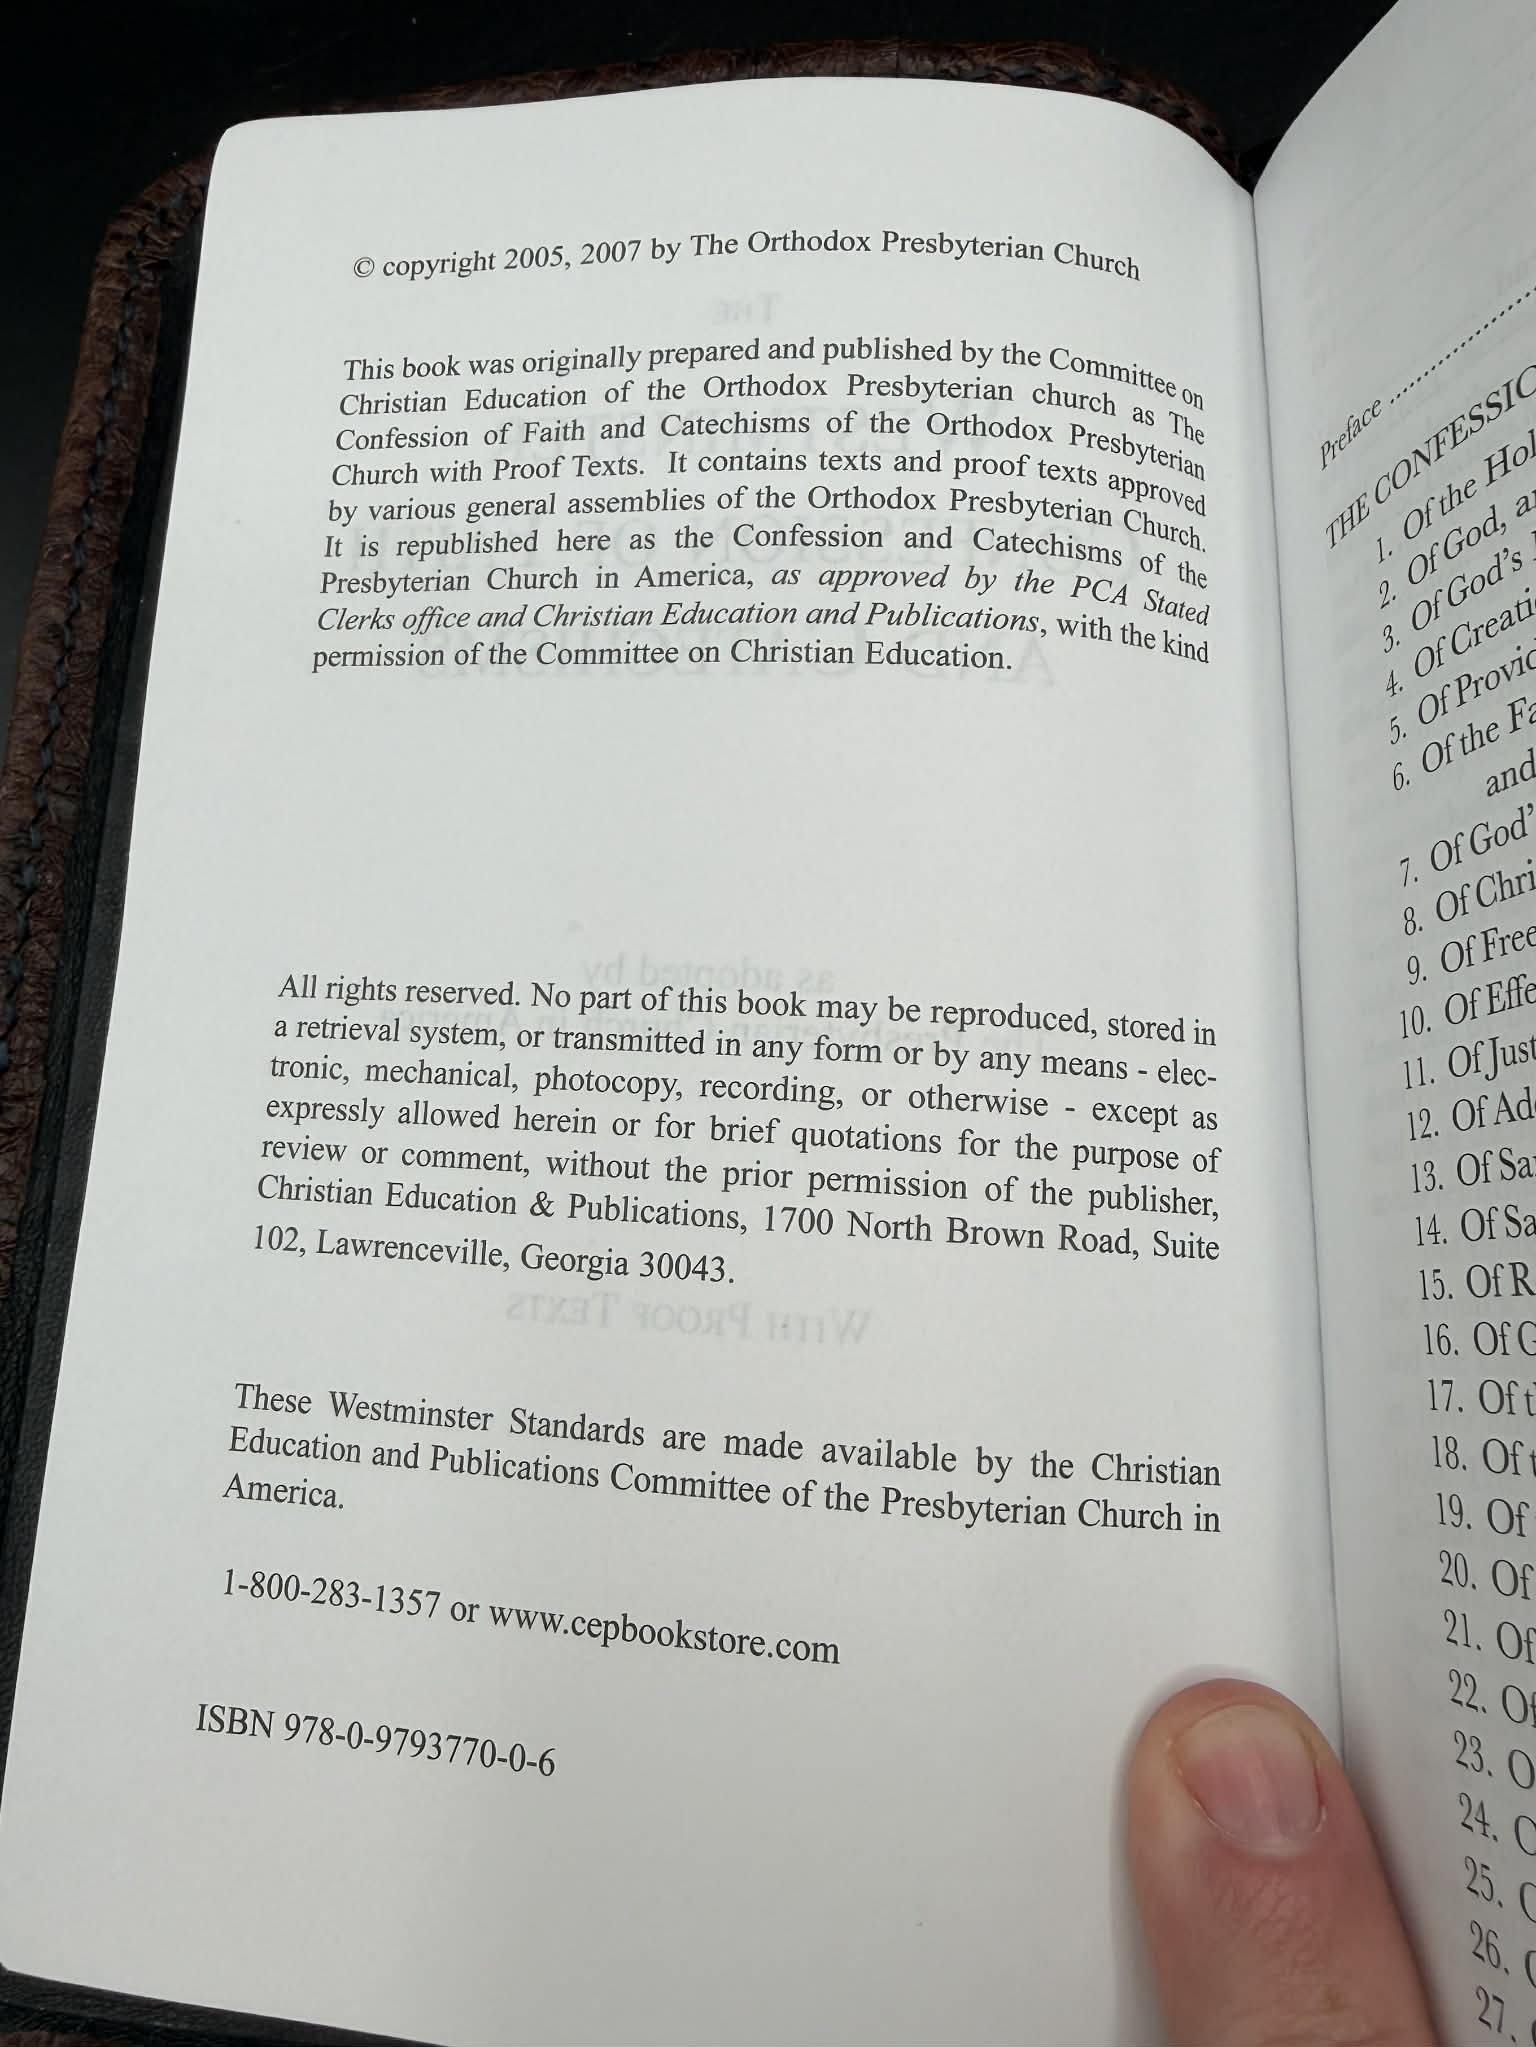 © copyright 2005, 2007 by The Orthodox Presbyterian Church
This book was originally prepared and published by the Committee on
Christian Education of the Orthodox Presbyterian church as The
Confession of Faith and Catechisms of the Orthodox Presbyterian
Church with Proof Texts. It contains texts and proof texts approved
by various general assemblies of the Orthodox Presbyterian Church.
It is republished here as the Confession and Catechisms of the
Presbyterian Church in America, as approved by the PCA Stated
Clerks office and Christian Education and Publications, with the kind
permission of the Committee on Christian Education.
All rights reserved. No part of this book may be reproduced, stored in
a retrieval system, or transmitted in any form or by any means - elec-
tronic, mechanical, photocopy, recording, or otherwise - except as
expressly allowed herein or for brief quotations for the purpose of
review or comment, without the prior permission of the publisher,
Christian Education & Publications, 1700 North Brown Road, Suite
102, Lawrenceville, Georgia 30043.
These Westminster Standards are made available by the Christian
Education and Publications Committee of the Presbyterian Church in
America.
1-800-283-1357 or www.cepbookstore.com
ISBN 978-0-9793770-0-6
Preface ..............
THE
1. Of the
2. Of God,
3. Of God's
4. Of
5. Of
6. Of the
and
7. Of
8. Of
9. Of
10. Of
11. Of
12. Of
13. Of
14. Of
15. Of
16. Of
17. Of
18. Of
19. Of
20. Of
21. Of
22. Of
23.
24.
25.
26.
27.